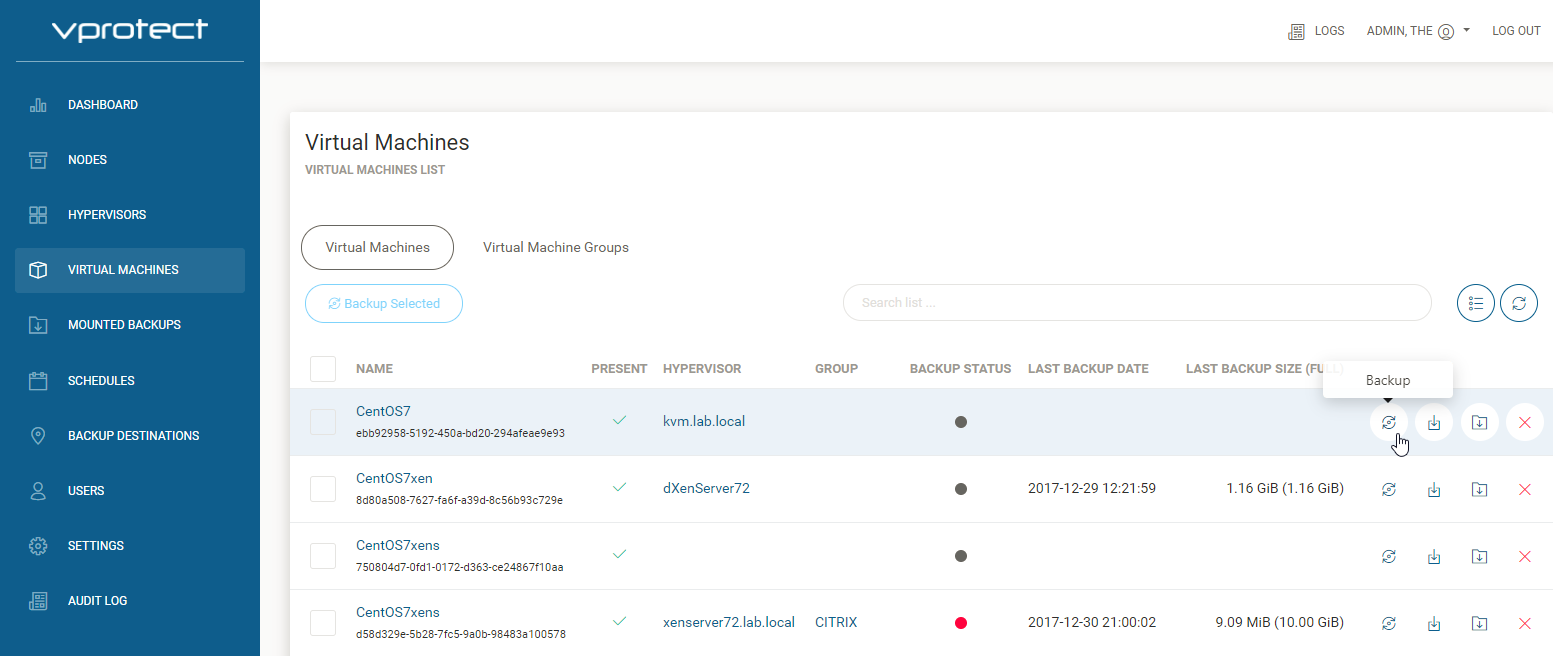 vprotect
LOGS
ADMIN, THE
LOG OUT
DASHBOARD
NODES
HYPERVISORS
VIRTUAL MACHINES
MOUNTED BACKUPS
SCHEDULES
BACKUP DESTINATIONS
USERS
SETTINGS
AUDIT LOG
Virtual Machines
VIRTUAL MACHINES LIST
Virtual Machines
Virtual Machine Groups
Backup Selected
Search list ...
NAME PRESENT HYPERVISOR GROUP BACKUP STATUS LAST BACKUP DATE LAST BACKUP SIZE (FULL)
Backup
CentOS7
ebb92958-5192-450a-bd20-294afeae9e93
kvm.lab.local
CentOS7xen
8d80a508-7627-fa6f-a39d-8c56b93c729e
dXenServer72 2017-12-29 12:21:59 1.16 GiB (1.16 GiB)
CentOS7xens
750804d7-0fd1-0172-d363-ce24867f10aa
CentOS7xens
d58d329e-5b28-7fc5-9a0b-98483a100578
xenserver72.lab.local CITRIX 2017-12-30 21:00:02 9.09 MiB (10.00 GiB)